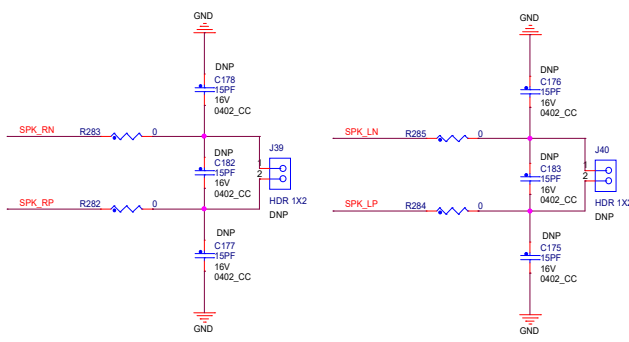 GND
DNP
C178
15PF
16V
0402_CC
SPK_RN
R283
0
J39
1
2
DNP
C182
15PF
16V
0402_CC
HDR 1X2
DNP
SPK_RP
R282
0
DNP
C177
15PF
16V
0402_CC
GND
GND
DNP
C176
15PF
16V
0402_CC
SPK_LN
R285
0
J40
1
2
DNP
C183
15PF
16V
0402_CC
HDR 1X2
DNP
SPK_LP
R284
0
DNP
C175
15PF
16V
0402_CC
GND